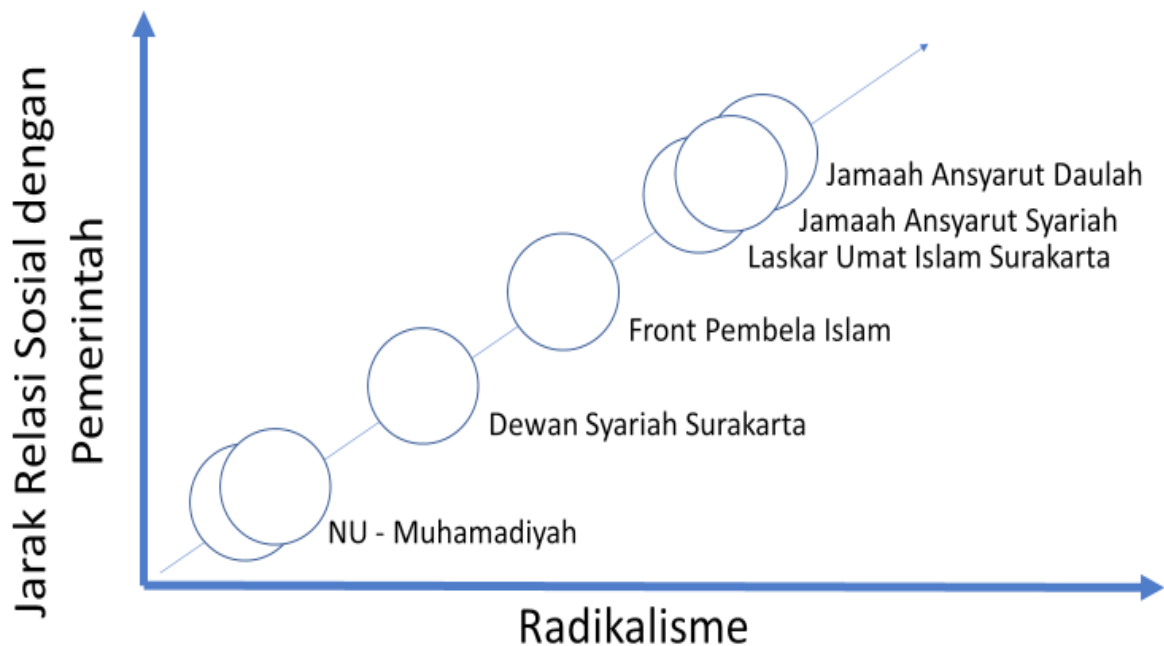 Jarak Relasi Sosial dengan
Pemerintah
Jamaah Ansyarut Daulah
Jamaah Ansyarut Syariah
Laskar Umat Islam Surakarta
Front Pembela Islam
Dewan Syariah Surakarta
NU - Muhamadiyah
Radikalisme